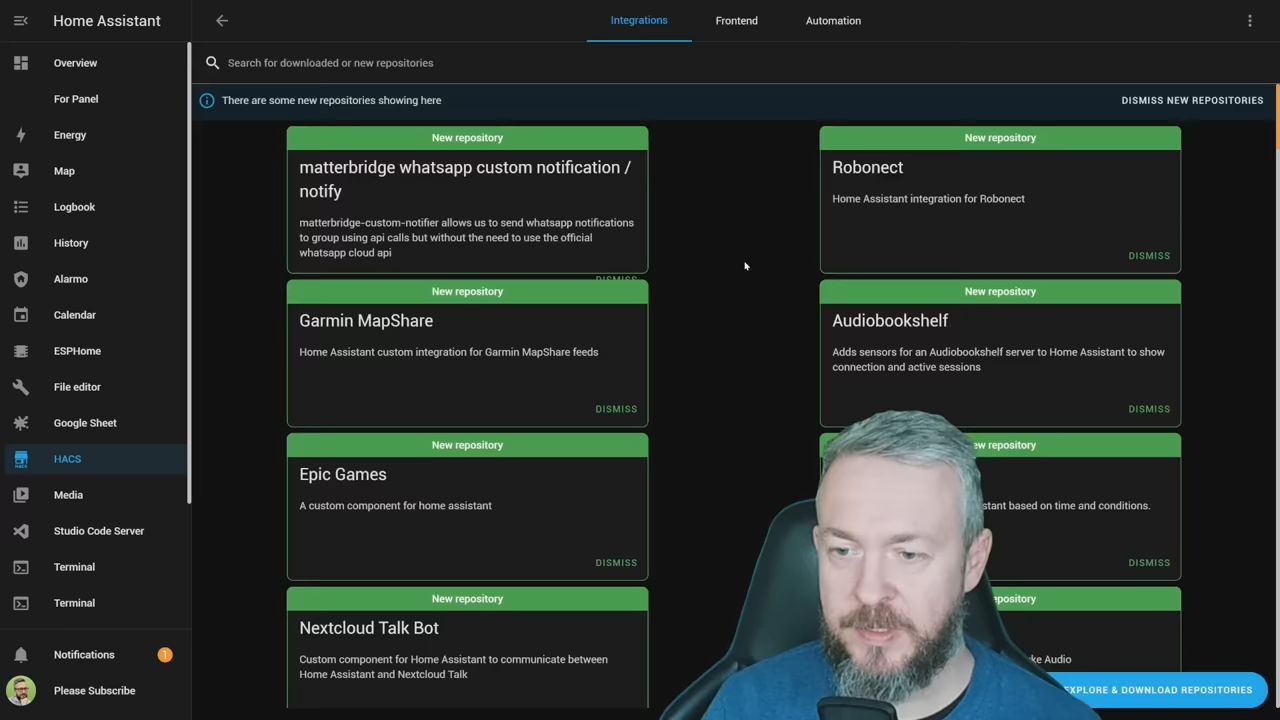 Home Assistant
Overview
For Panel
Energy
Map
Logbook
History
Alarmo
Calendar
ESPHome
File editor
Google Sheet
HACS
HACS
Media
Studio Code Server
Terminal
Terminal
Notifications
1
Please Subscribe
Integrations
Frontend
Automation
Search for downloaded or new repositories
There are some new repositories showing here
DISMISS NEW REPOSITORIES
New repository
matterbridge whatsapp custom notification /
notify
matterbridge-custom-notifier allows us to send whatsapp notifications
to group using api calls but without the need to use the official
whatsapp cloud api
DISMISS
New repository
Robonect
Home Assistant integration for Robonect
DISMISS
New repository
Garmin MapShare
Home Assistant custom integration for Garmin MapShare feeds
DISMISS
New repository
Audiobookshelf
Adds sensors for an Audiobookshelf server to Home Assistant to show
connection and active sessions
DISMISS
New repository
Epic Games
A custom component for home assistant
DISMISS
repository
based on time and conditions.
DISMISS
New repository
Nextcloud Talk Bot
Custom component for Home Assistant to communicate between
Home Assistant and Nextcloud Talk
Audio
EXPLORE & DOWNLOAD REPOSITORIES